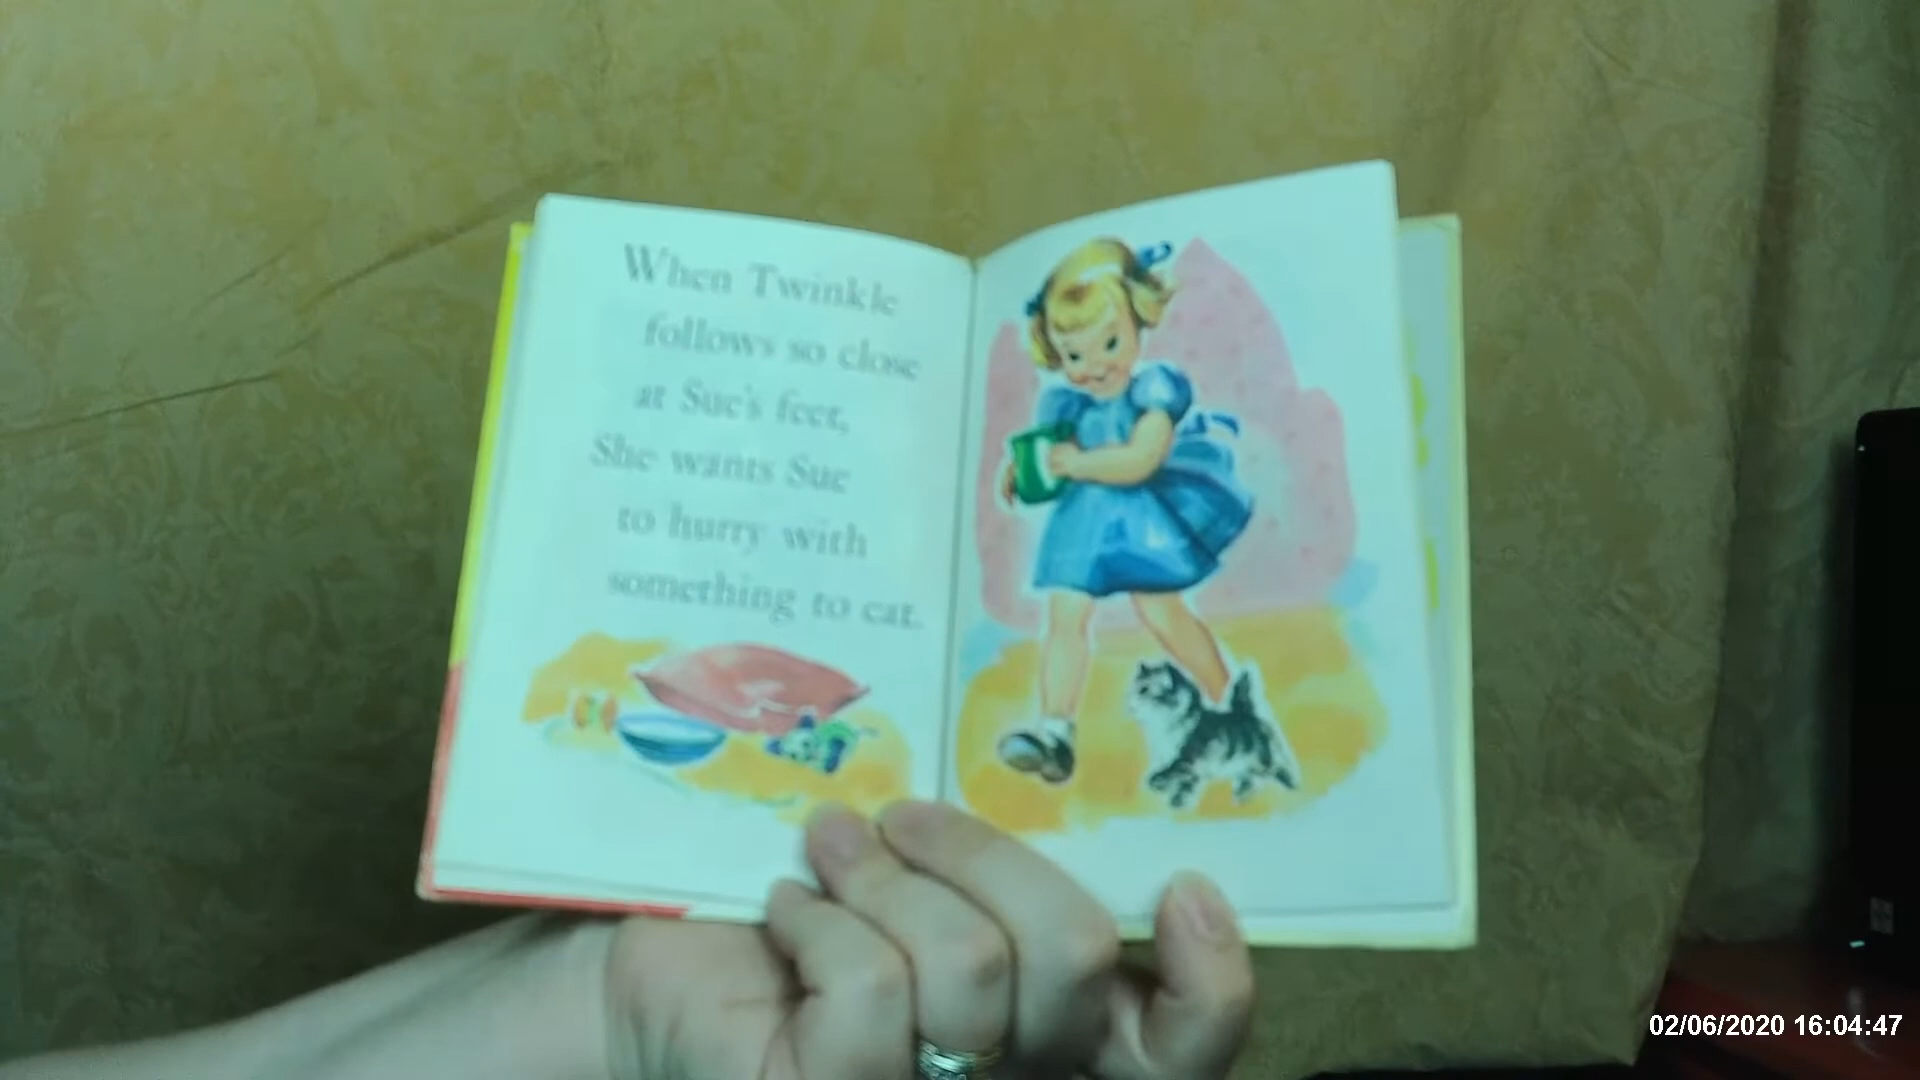 When Twinkle
follows so close
at Sue's feet,
She wants Sue
to hurry with
something to eat.
02/06/2020 16:04:47